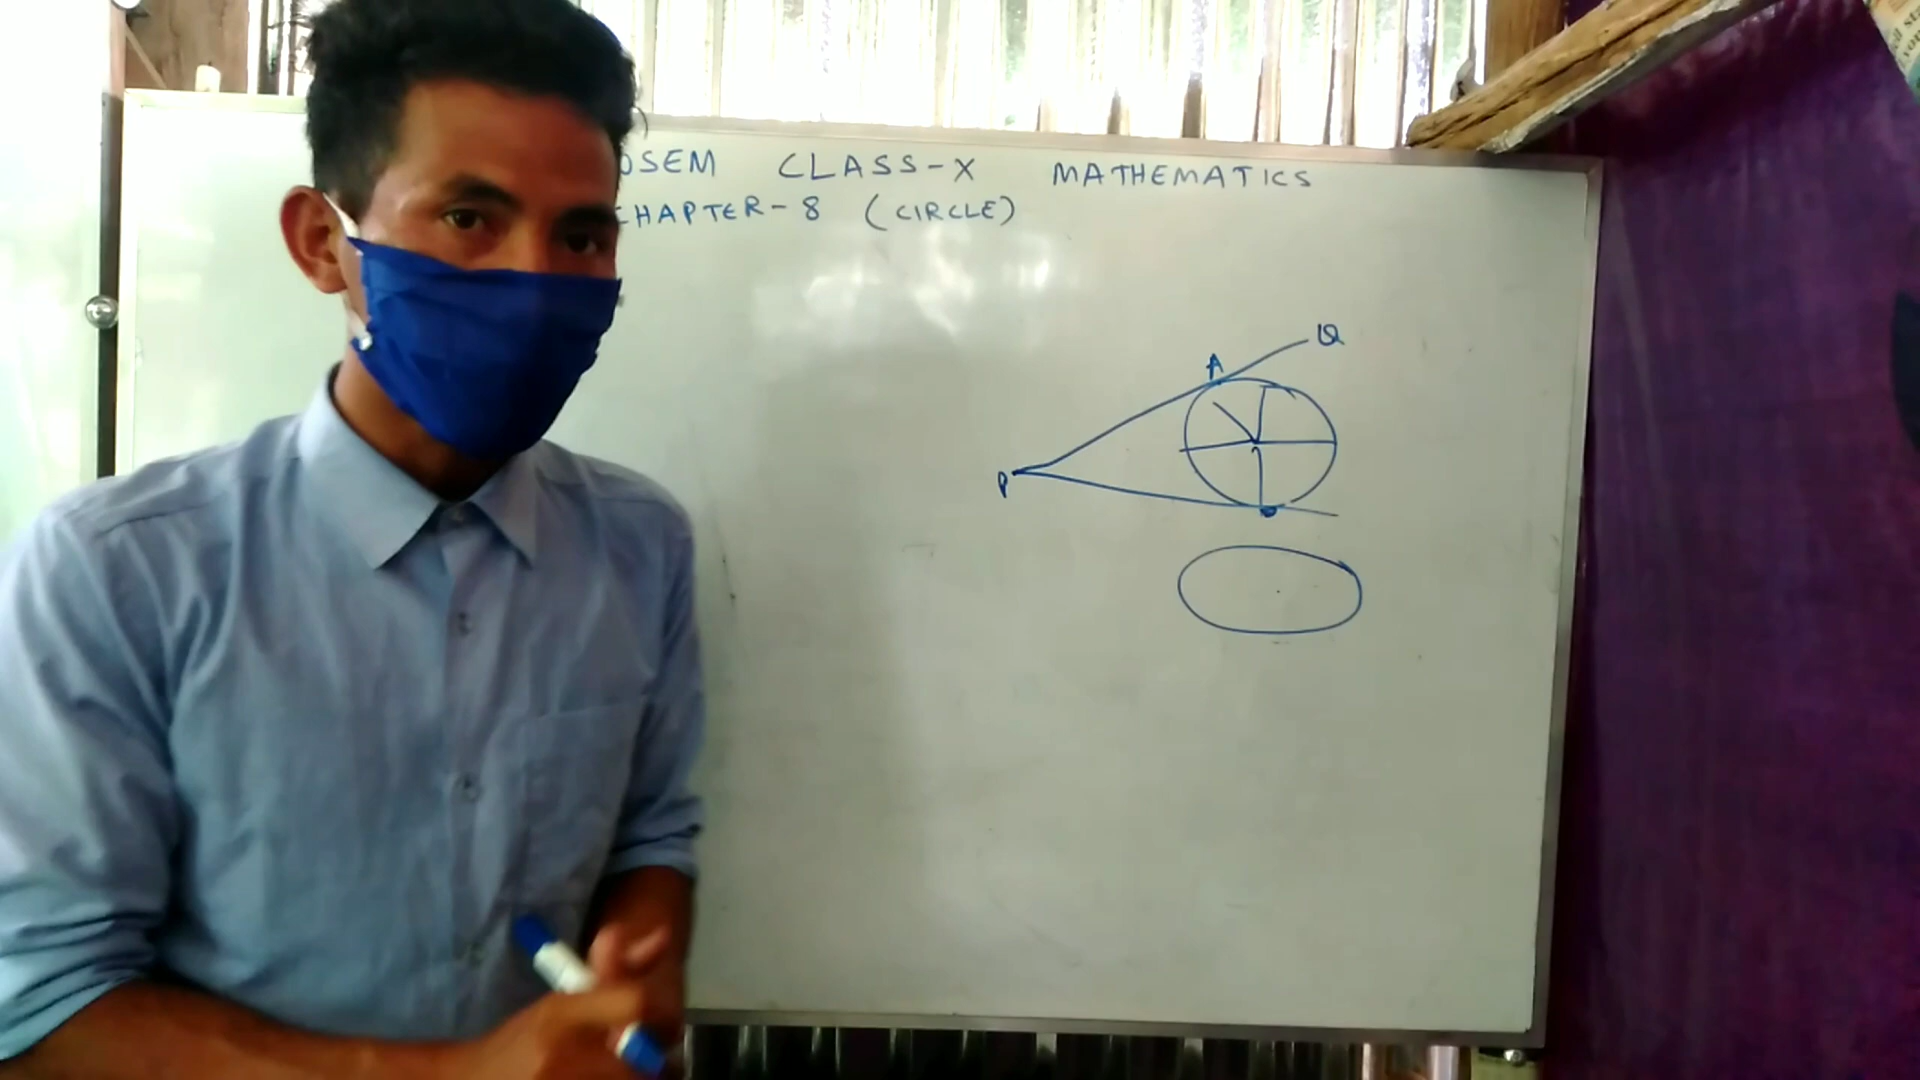 OSEM CLASS-X MATHEMATICS
CHAPTER-8 (CIRCLE)
Q
A
P